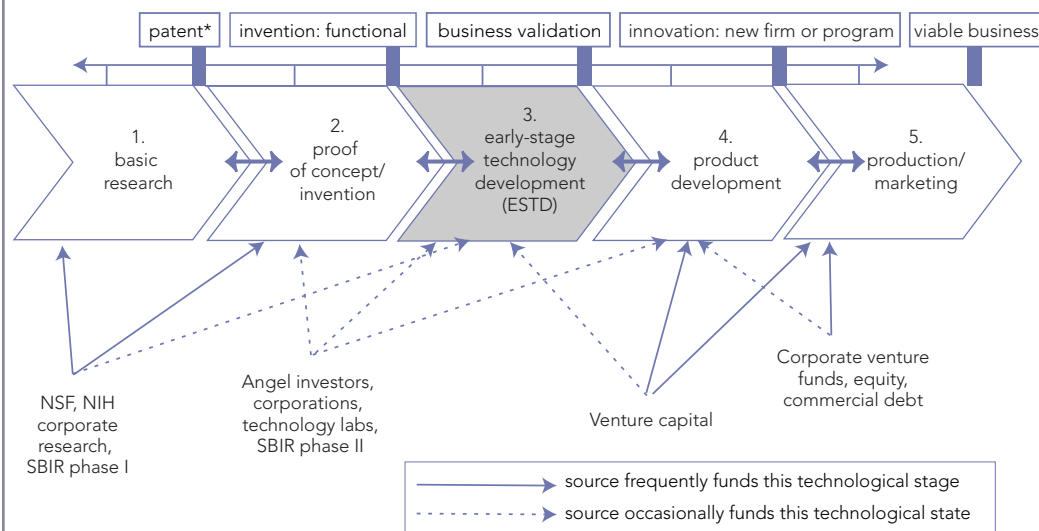 patent*
invention: functional
business validation
innovation: new firm or program
viable business
1.
basic
research
2.
proof
of concept/
invention
3.
early-stage
technology
development
(ESTD)
4.
product
development
5.
production/
marketing
NSF, NIH
corporate
research,
SBIR phase I
Angel investors,
corporations,
technology labs,
SBIR phase II
Venture capital
Corporate venture
funds, equity,
commercial debt
source frequently funds this technological stage
source occasionally funds this technological state